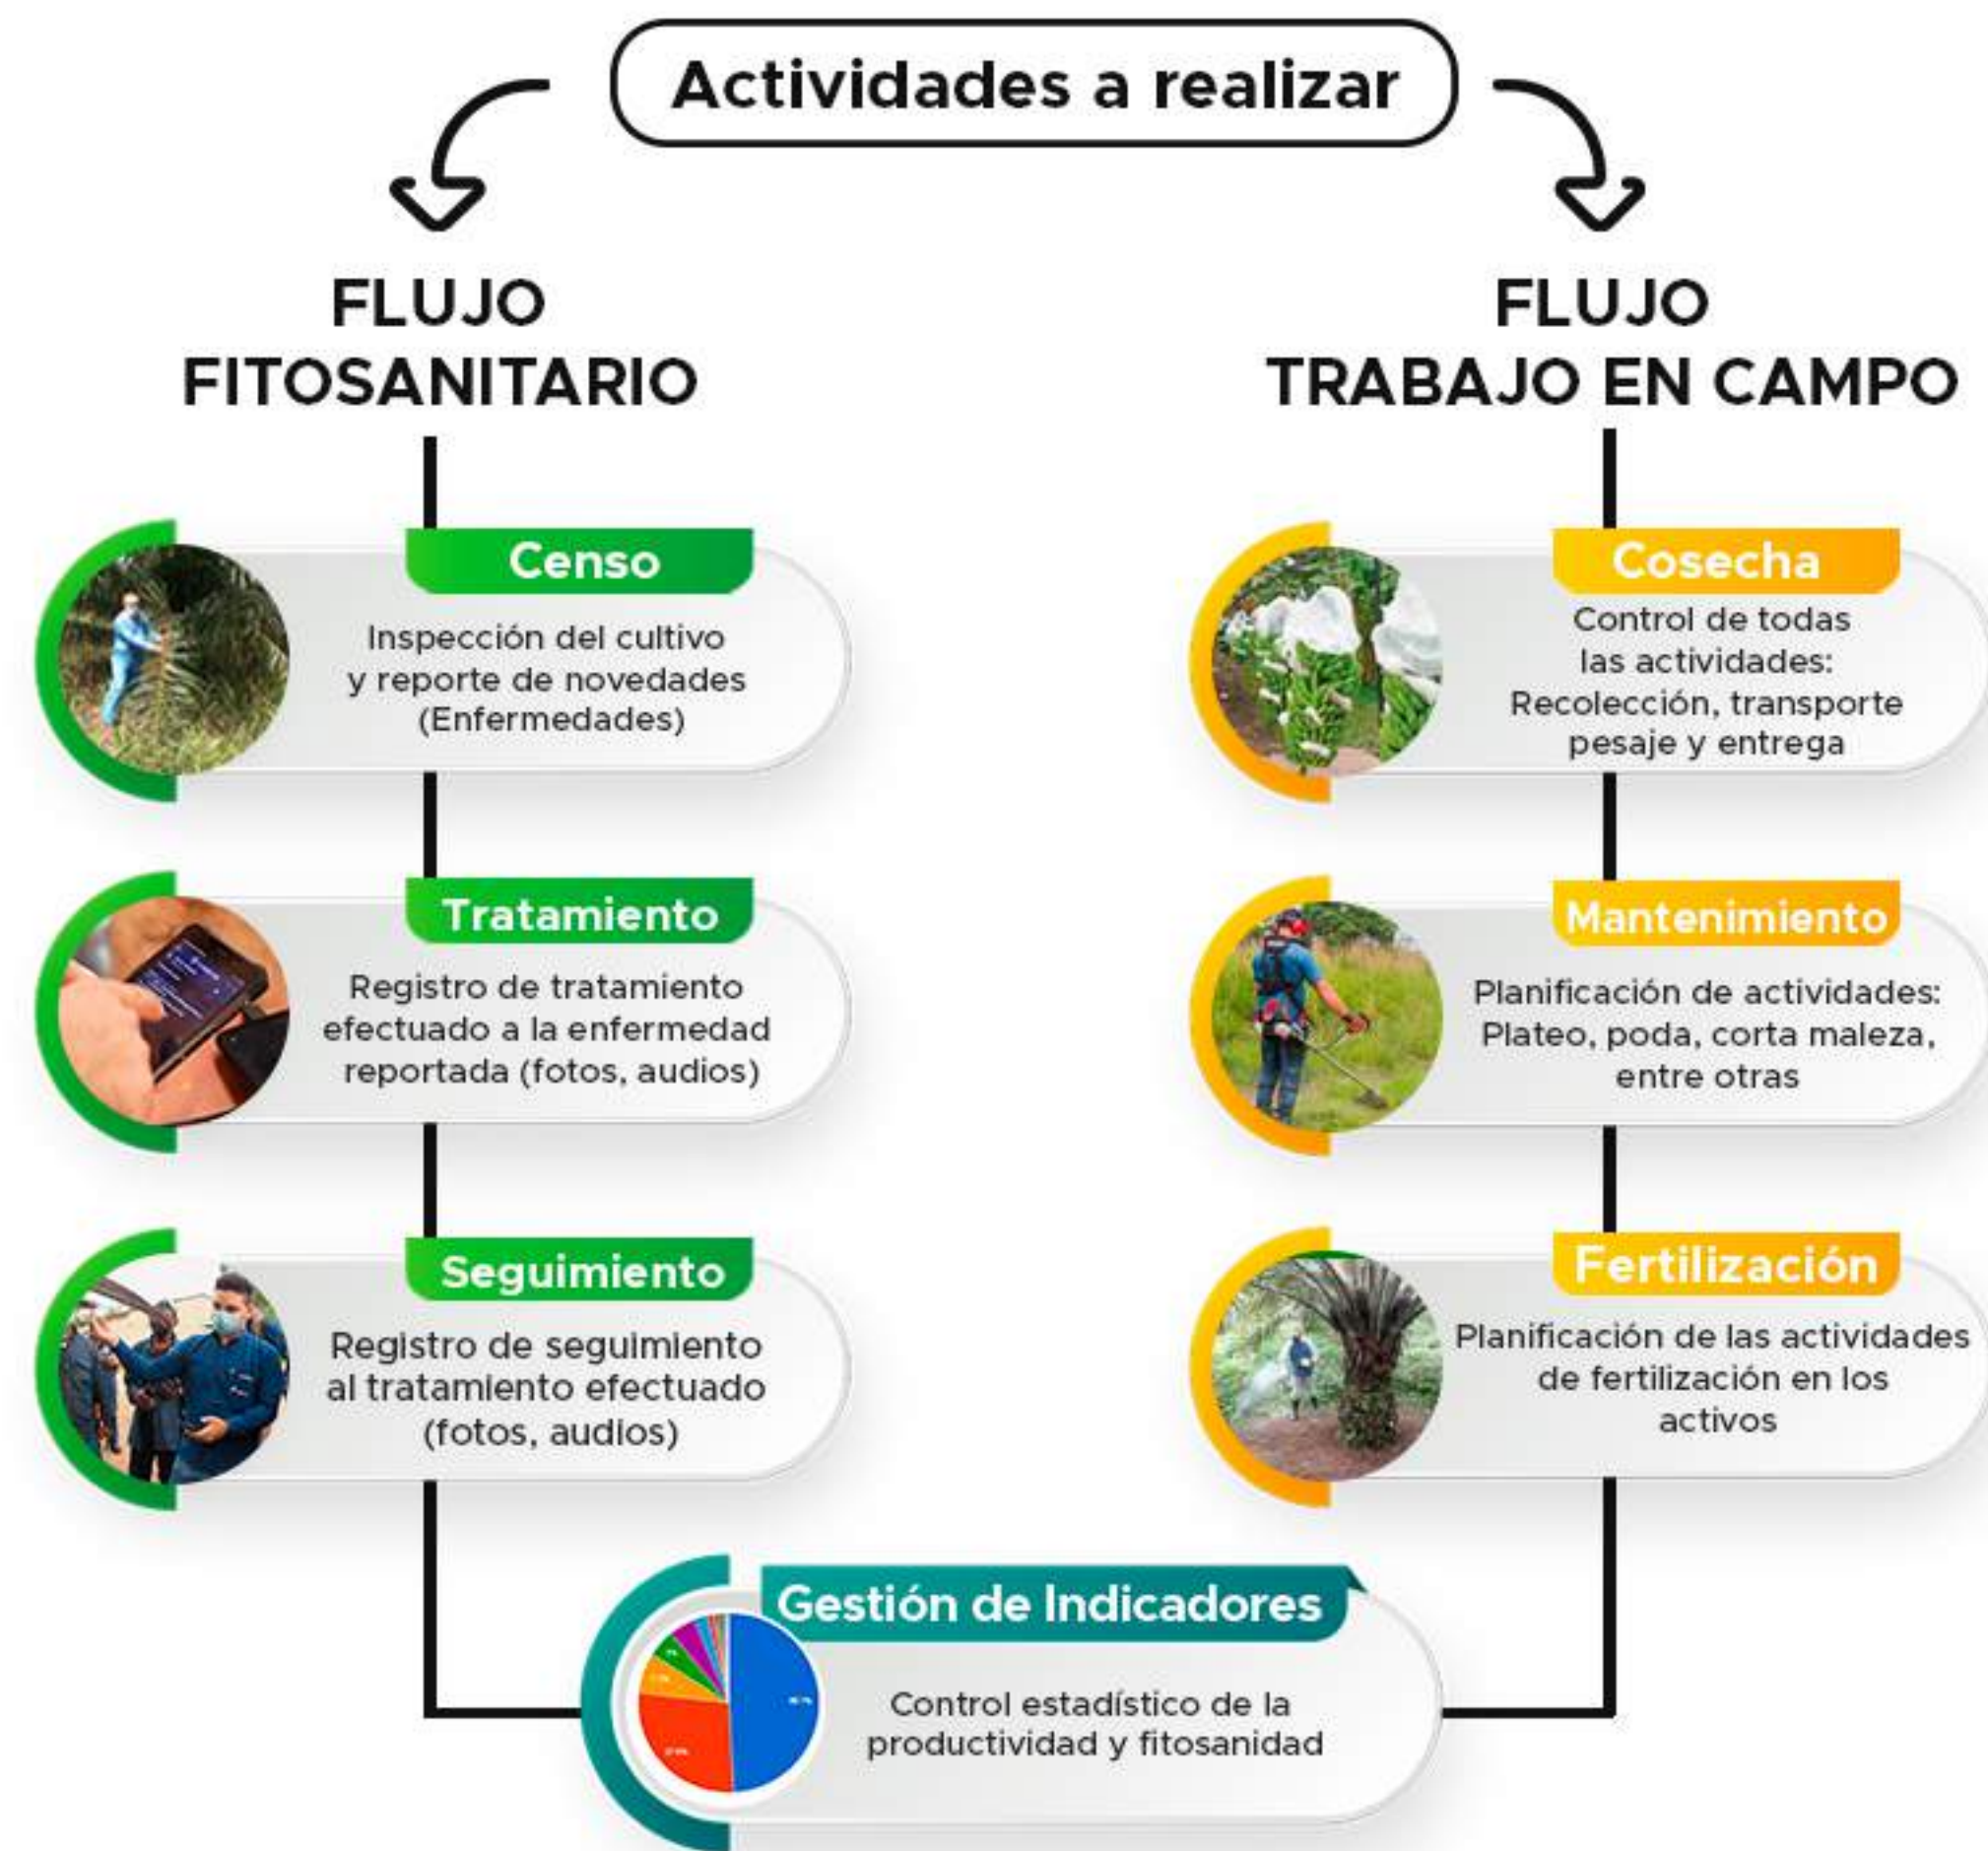 Actividades a realizar
FLUJO
FITOSANITARIO
Censo
Inspección del cultivo
y reporte de novedades
(Enfermedades)
Tratamiento
Registro de tratamiento
efectuado a la enfermedad
reportada (fotos, audios)
Seguimiento
Registro de seguimiento
al tratamiento efectuado
(fotos, audios)
FLUJO
TRABAJO EN CAMPO
Cosecha
Control de todas
las actividades:
Recolección, transporte
pesaje y entrega
Mantenimiento
Planificación de actividades:
Plateo, poda, corta maleza,
entre otras
Fertilización
Planificación de las actividades
de fertilización en los
activos
Gestión de Indicadores
Control estadístico de la
productividad y fitosanidad